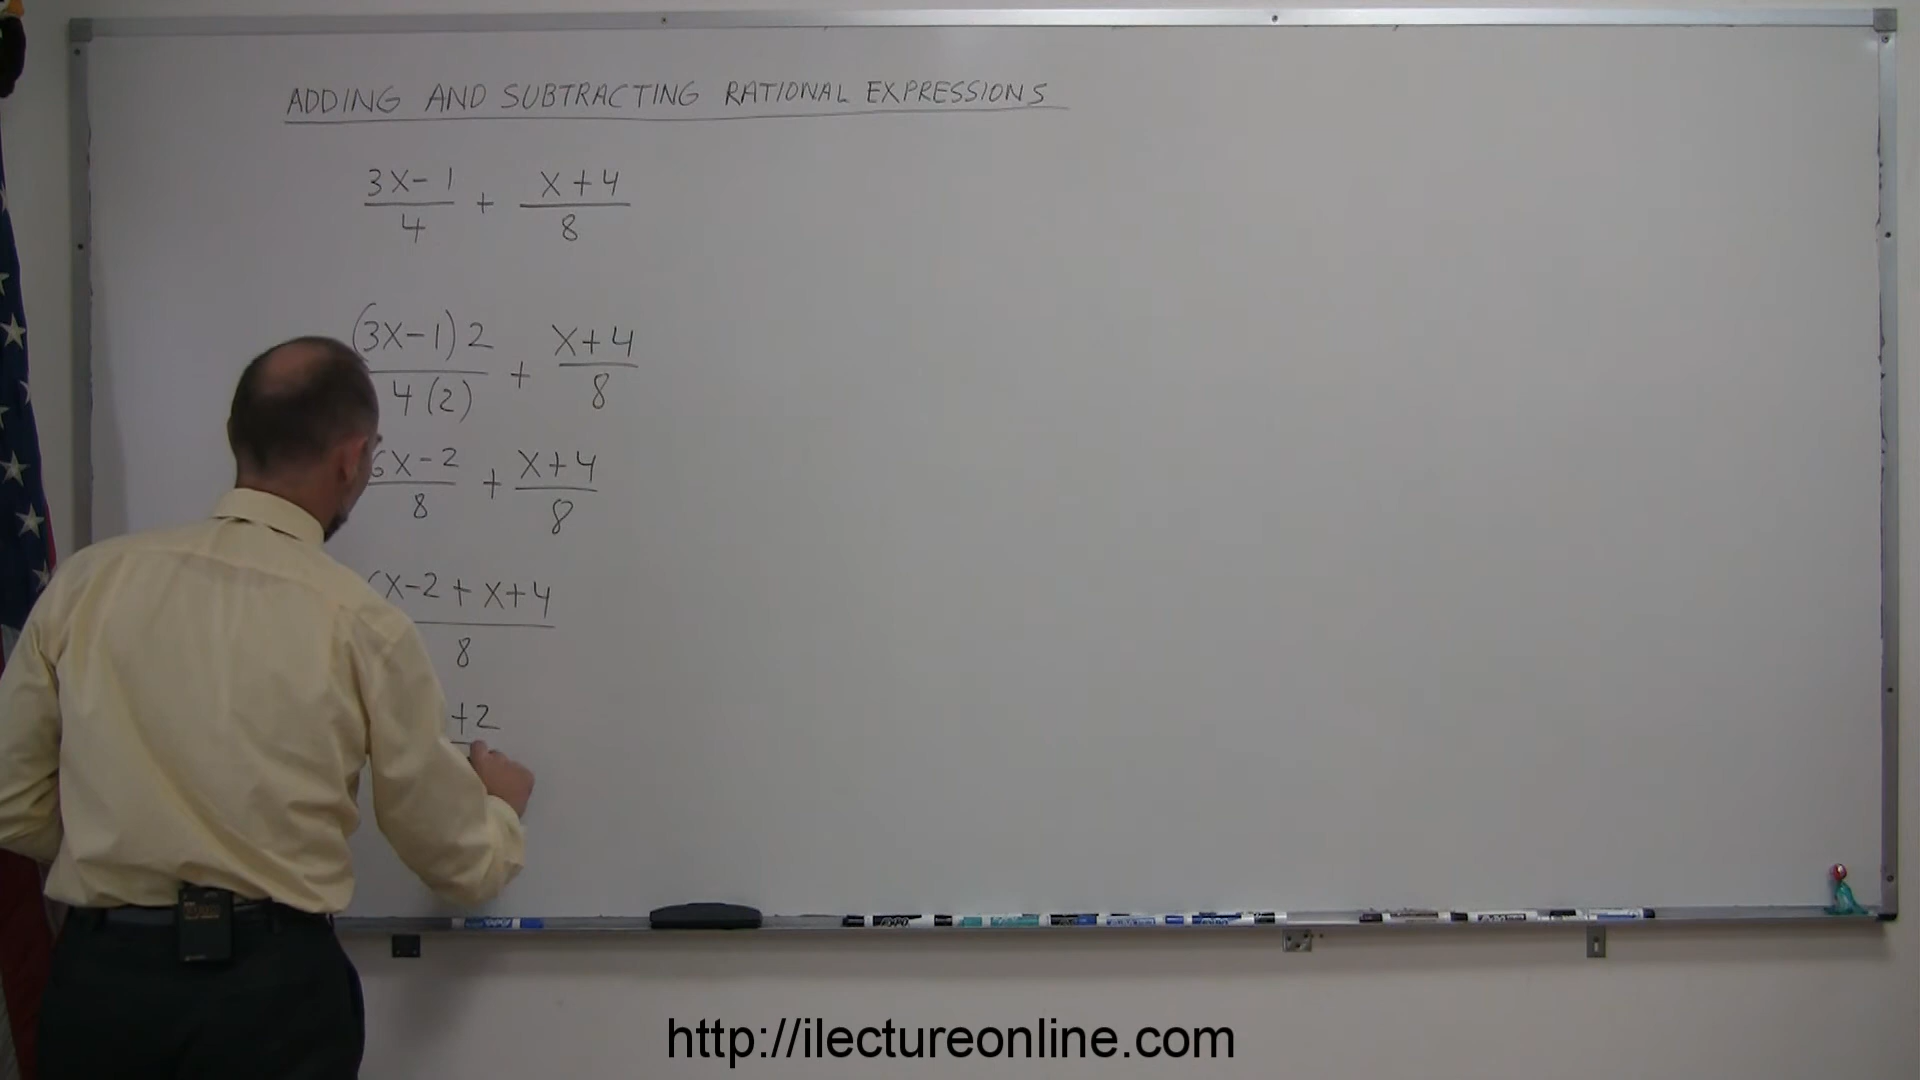 ADDING AND SUBTRACTING RATIONAL EXPRESSIONS
3X-1 + X+4
4 8
(3X-1)2 + X+4
4(2) 8
6X-2 + X+4
8 8
6X-2+X+4
8
+2
http://ilectureonline.com